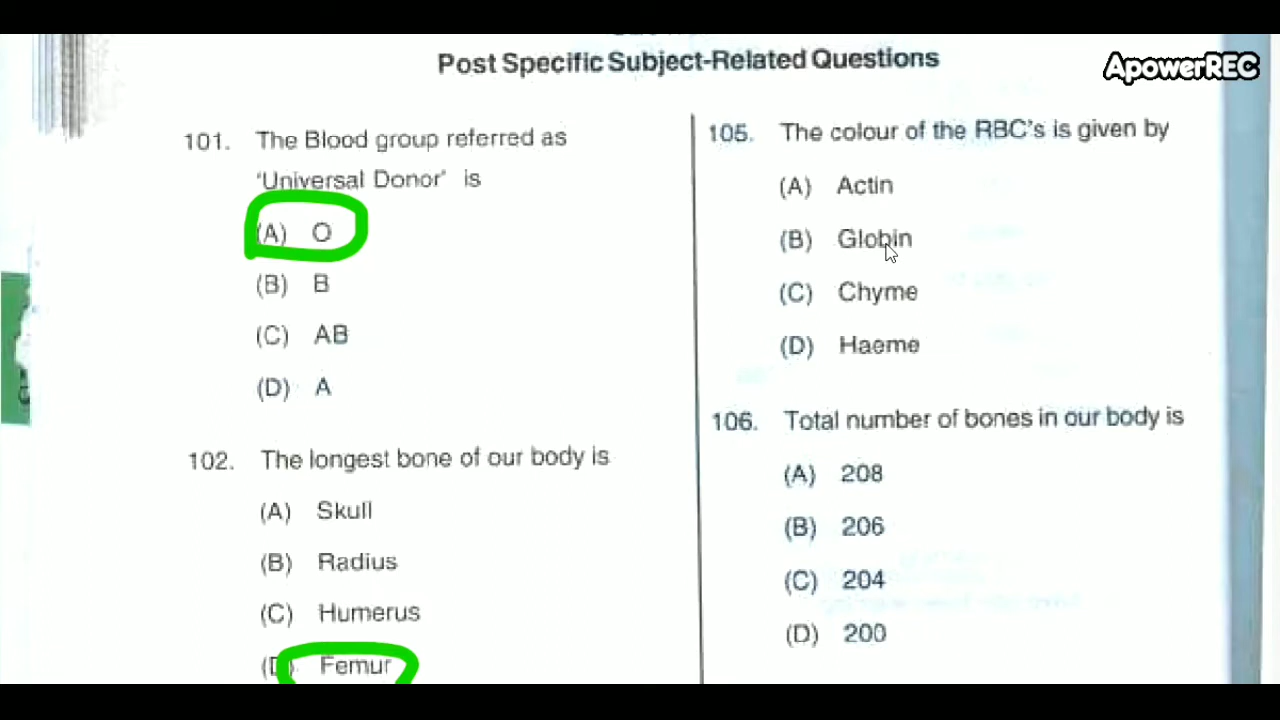 Post Specific Subject-Related Questions
ApowerREC
101. The Blood group referred as
'Universal Donor' is
(A) O
(B) B
(C) AB
(D) A
102. The longest bone of our body is
(A) Skull
(B) Radius
(C) Humerus
(D) Femur
105. The colour of the RBC's is given by
(A) Actin
(B) Globin
(C) Chyme
(D) Haeme
106. Total number of bones in our body is
(A) 208
(B) 206
(C) 204
(D) 200